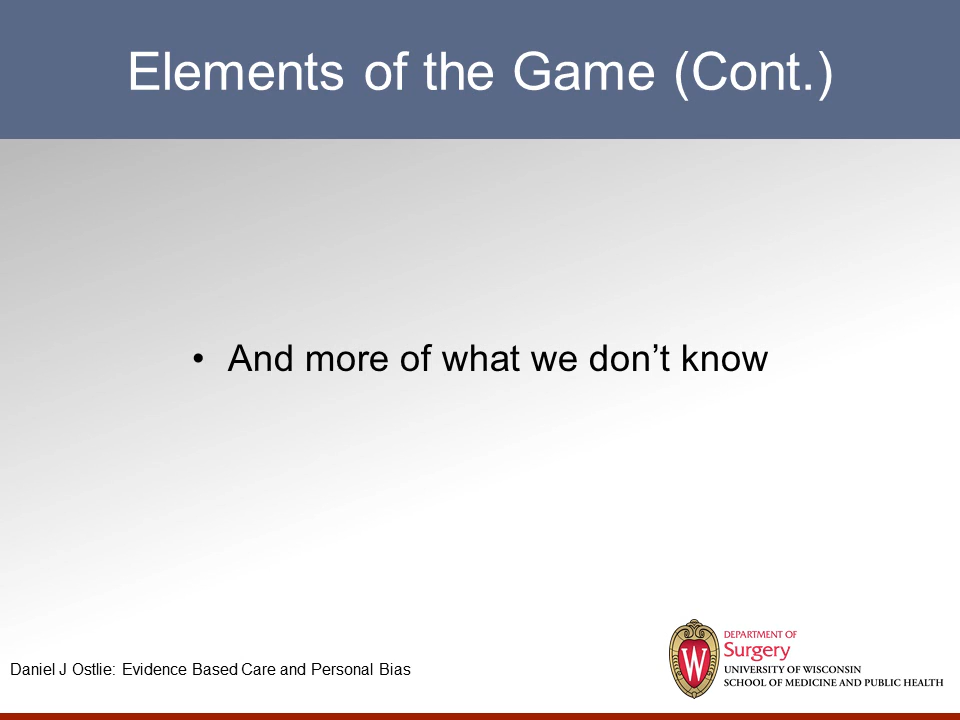 Elements of the Game (Cont.)
• And more of what we don’t know
DEPARTMENT OF
Surgery
W
UNIVERSITY OF WISCONSIN
SCHOOL OF MEDICINE AND PUBLIC HEALTH
Daniel J Ostlie: Evidence Based Care and Personal Bias